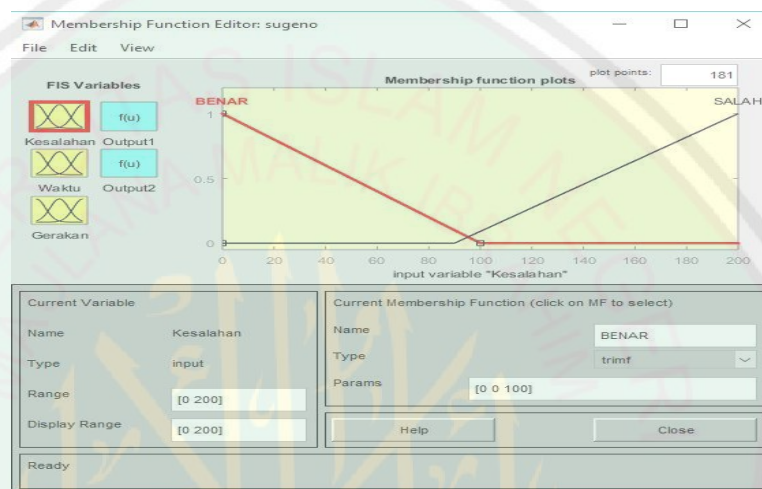 Membership Function Editor: sugeno
File Edit View
FIS Variables
Kesalahan Output1
f(u)
Waktu Output2
f(u)
Gerakan
Membership function plots
plot points: 181
BENAR SALAH
1
0.5
0
0 20 40 60 80 100 120 140 160 180 200
input variable "Kesalahan"
Current Variable
Name Kesalahan
Type input
Range [0 200]
Display Range [0 200]
Current Membership Function (click on MF to select)
Name BENAR
Type trimf
Params [0 0 100]
Help Close
Ready